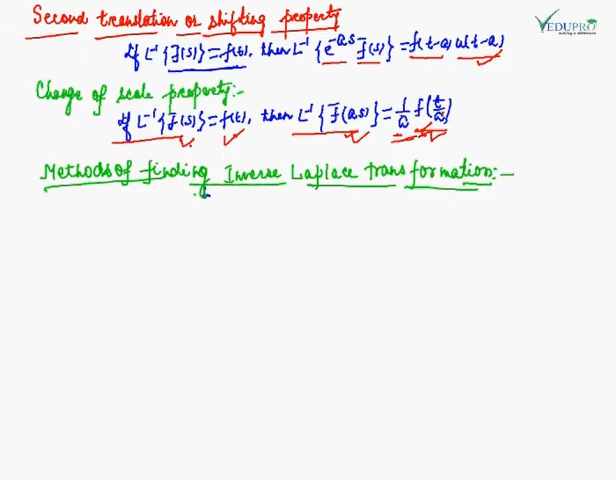 Second translation or shifting property
If L⁻¹{f̄(s)} = f(t), then L⁻¹{e⁻ᵃˢ f̄(s)} = f(t-a) u(t-a)
Change of scale property:-
If L⁻¹{f̄(s)} = f(t), then L⁻¹{f̄(as)} = 1/a f(t/a)
Methods of finding Inverse Laplace transformation:-
VEDUPRO